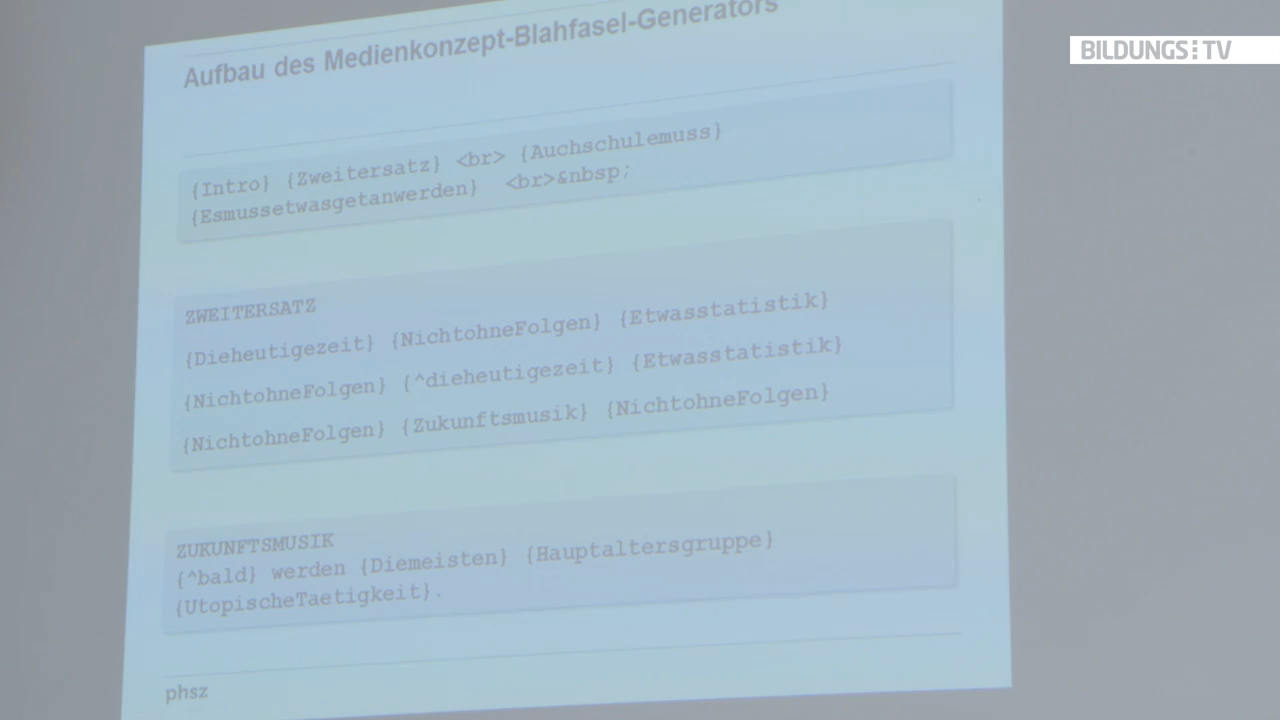 Aufbau des Medienkonzept-Blahfasel-Generators
BILDUNGS:TV
{Intro} {Zweitersatz} <br> {Auchschulemuss}
{Esmussetwasgetanwerden} <br>&nbsp;
ZWEITERSATZ
{Dieheutigezeit} {NichtohneFolgen} {Etwasstatistik}
{NichtohneFolgen} {^dieheutigezeit} {Etwasstatistik}
{NichtohneFolgen} {Zukunftsmusik} {NichtohneFolgen}
ZUKUNFTSMUSIK
{^bald} werden {Diemeisten} {Hauptaltersgruppe}
{UtopischeTaetigkeit}.
phsz